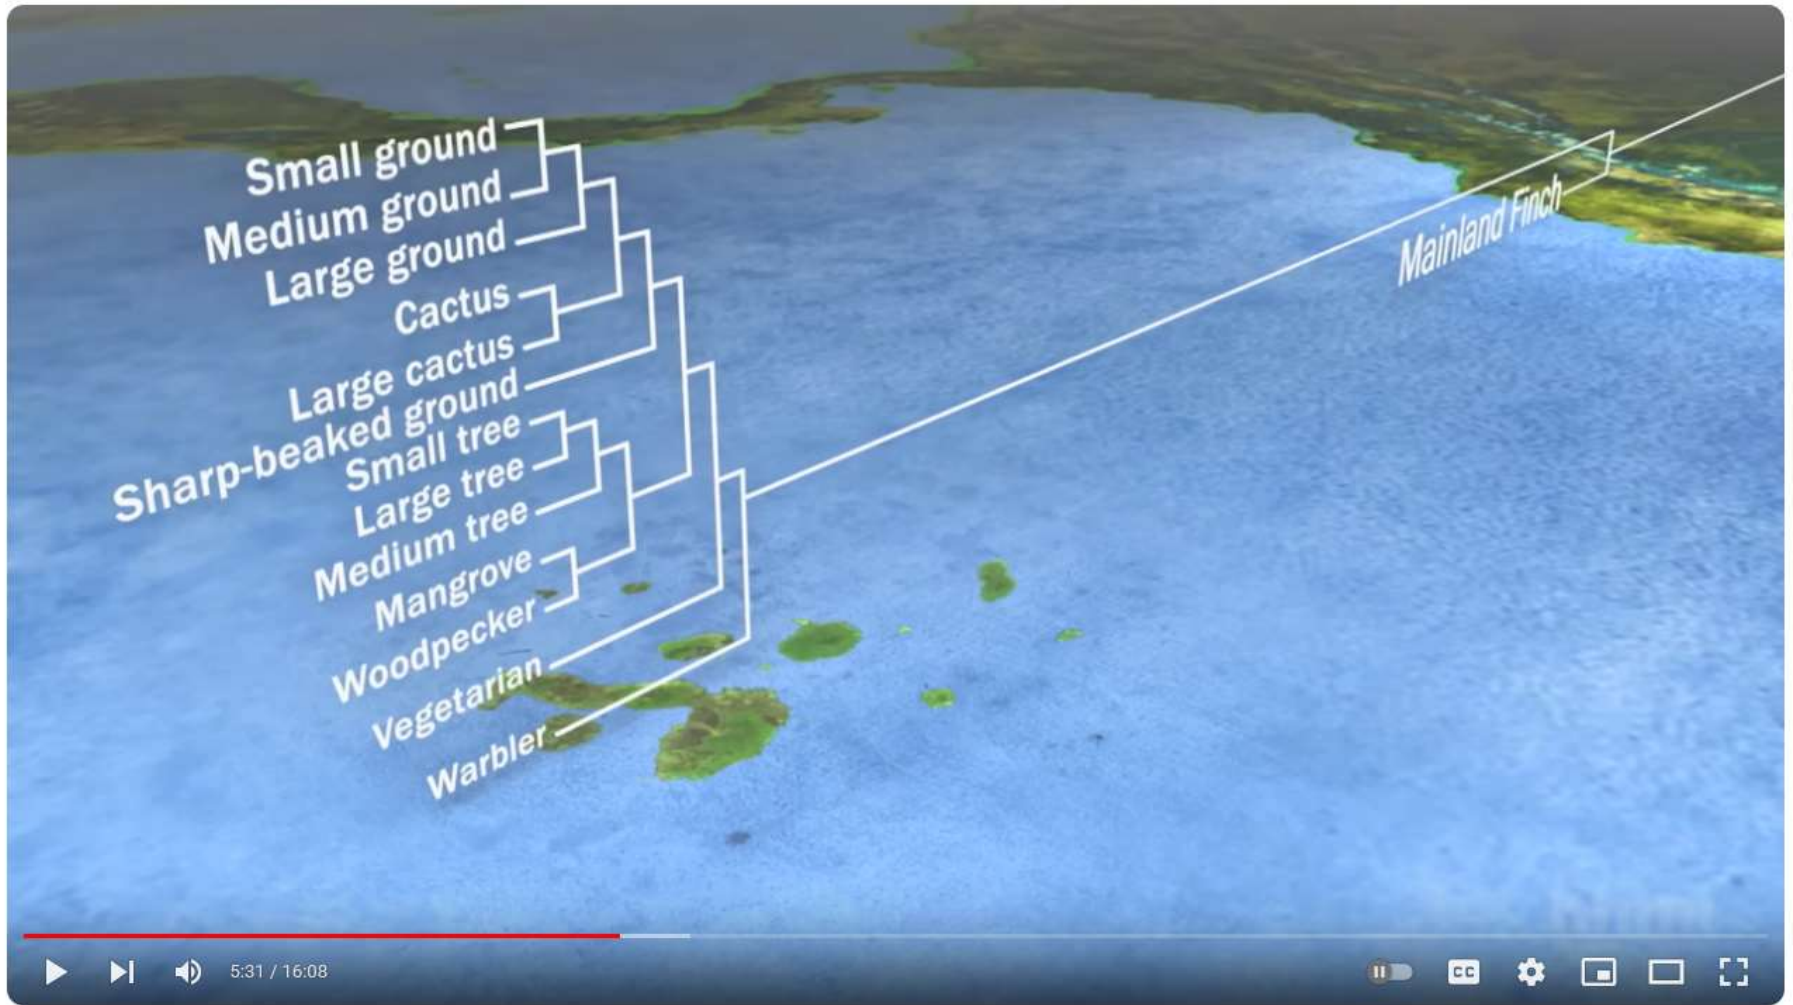 Small ground
Medium ground
Large ground
Cactus
Large cactus
Sharp-beaked ground
Small tree
Large tree
Medium tree
Mangrove
Woodpecker
Vegetarian
Warbler
Mainland Finch
5:31 / 16:08
CC